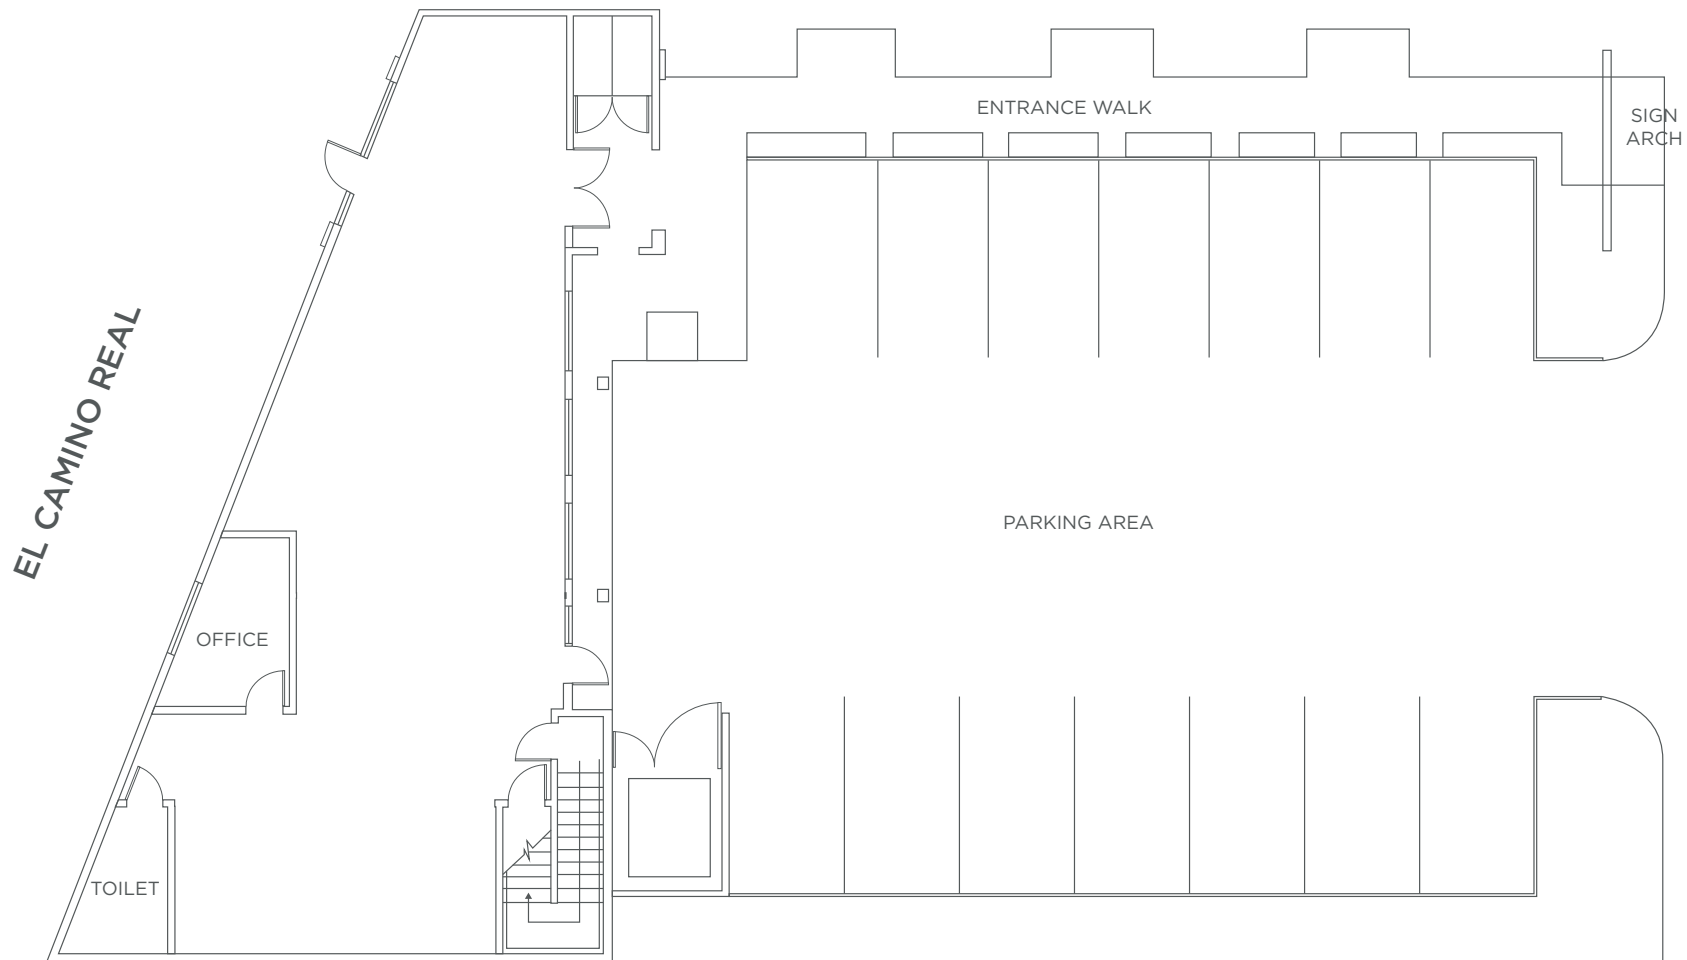 ENTRANCE WALK
SIGN
ARCH
EL CAMINO REAL
PARKING AREA
OFFICE
TOILET